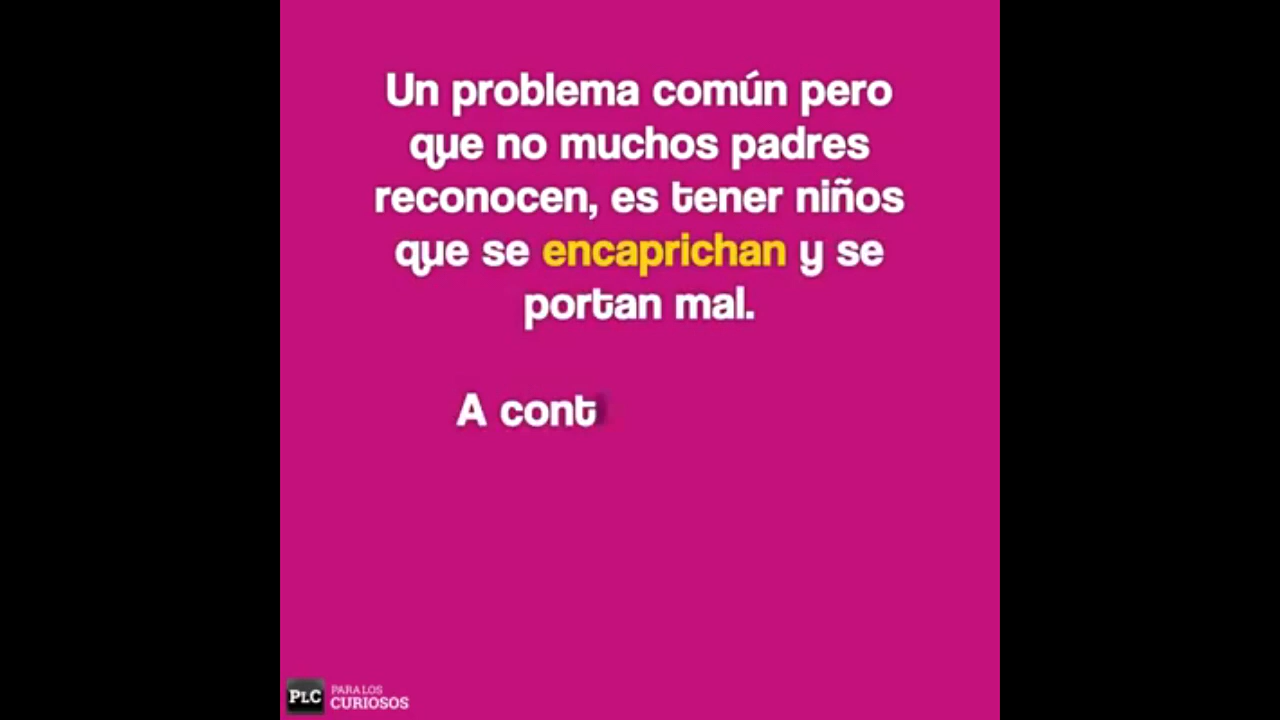 Un problema común pero
que no muchos padres
reconocen, es tener niños
que se encaprichan y se
portan mal.
A cont
PLC
PARA LOS
CURIOSOS